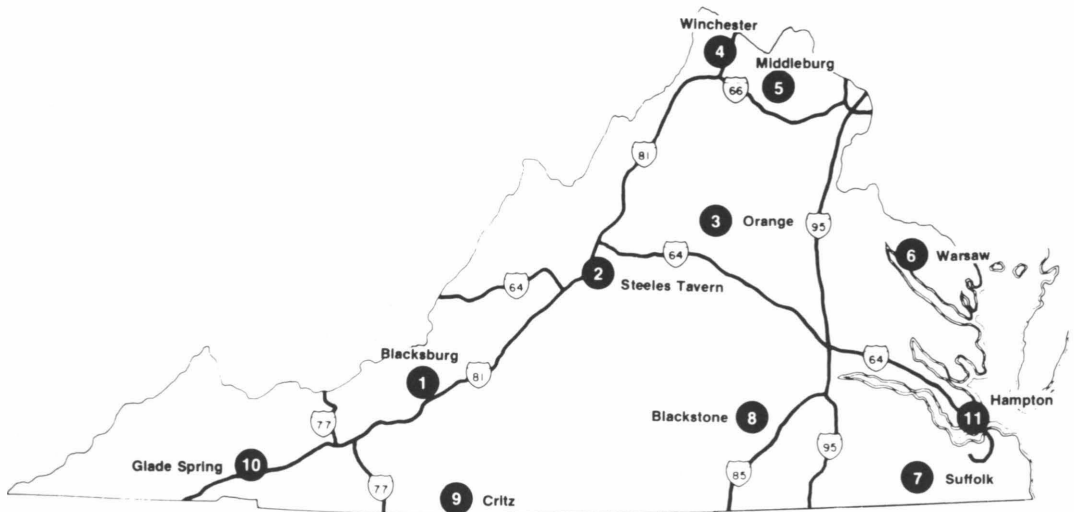 Winchester
4
Middleburg
5
66
81
3
Orange
95
6
Warsaw
2
Steeles Tavern
64
64
Blacksburg
1
81
64
Hampton
11
Blackstone
8
77
Glade Spring
10
95
85
7
Suffolk
77
9
Critz